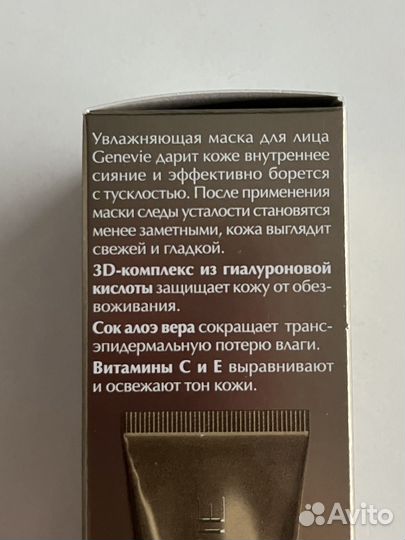 Увлажняющая маска для лица
Genevie дарит коже внутреннее
сияние и эффективно борется
с тусклостью. После применения
маски следы усталости становятся
менее заметными, кожа выглядит
свежей и гладкой.
3D-комплекс из гиалуроновой
кислоты защищает кожу от обез-
воживания.
Сок алоэ вера сокращает транс-
эпидермальную потерю влаги.
Витамины С и Е выравнивают
и освежают тон кожи.
Avito